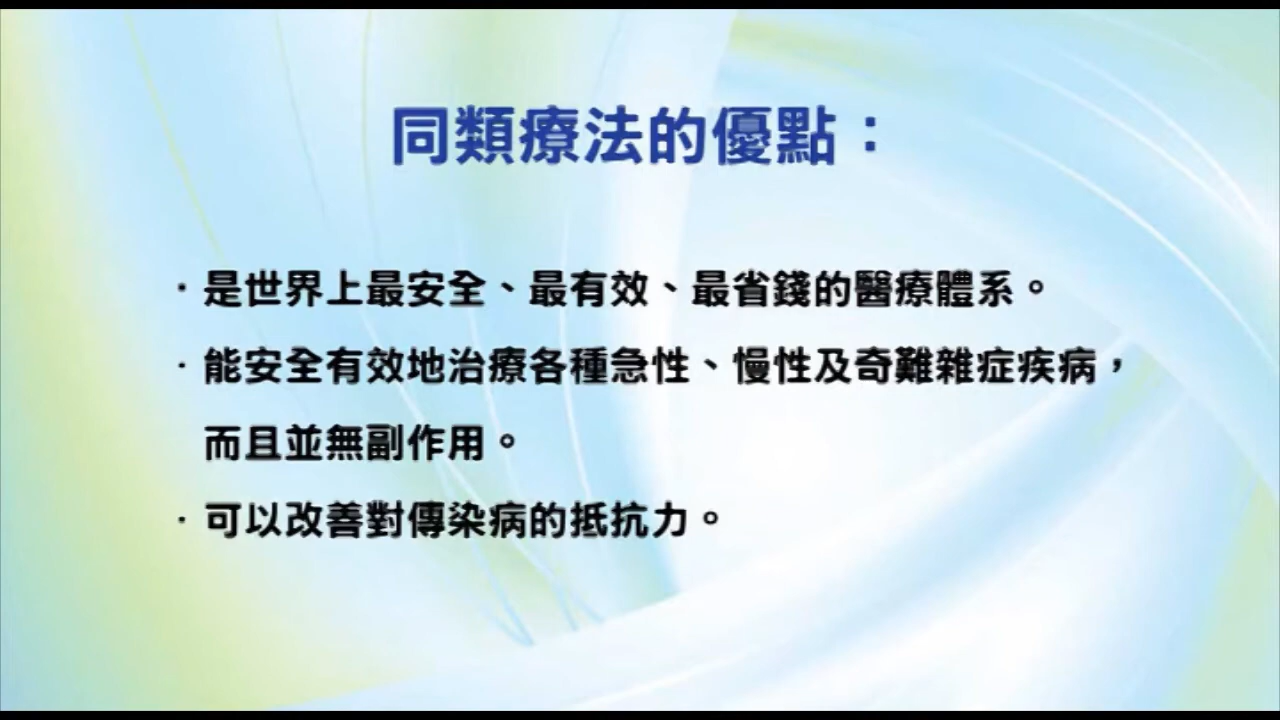 同類療法的優點：
· 是世界上最安全、最有效、最省錢的醫療體系。
· 能安全有效地治療各種急性、慢性及奇難雜症疾病，
而且並無副作用。
· 可以改善對傳染病的抵抗力。